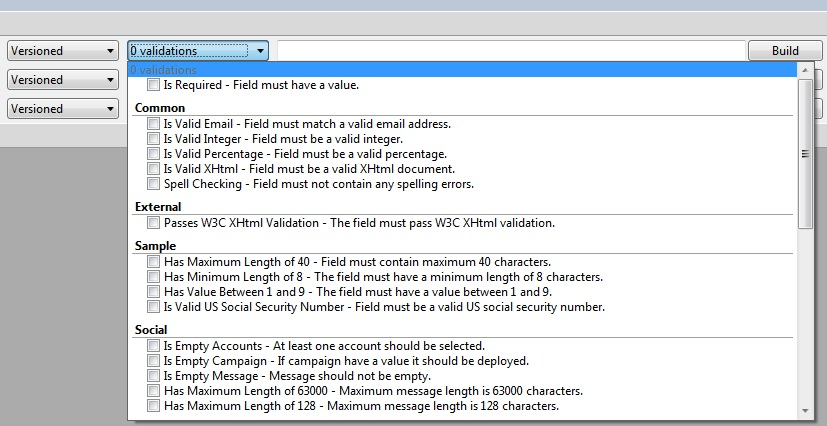 Versioned 0 validations Build
0 validations
Versioned
Is Required - Field must have a value.
Versioned
Common
Is Valid Email - Field must match a valid email address.
Is Valid Integer - Field must be a valid integer.
Is Valid Percentage - Field must be a valid percentage.
Is Valid XHtml - Field must be a valid XHtml document.
Spell Checking - Field must not contain any spelling errors.
External
Passes W3C XHtml Validation - The field must pass W3C XHtml validation.
Sample
Has Maximum Length of 40 - Field must contain maximum 40 characters.
Has Minimum Length of 8 - The field must have a minimum length of 8 characters.
Has Value Between 1 and 9 - The field must have a value between 1 and 9.
Is Valid US Social Security Number - Field must be a valid US social security number.
Social
Is Empty Accounts - At least one account should be selected.
Is Empty Campaign - If campaign have a value it should be deployed.
Is Empty Message - Message should not be empty.
Has Maximum Length of 63000 - Maximum message length is 63000 characters.
Has Maximum Length of 128 - Maximum message length is 128 characters.